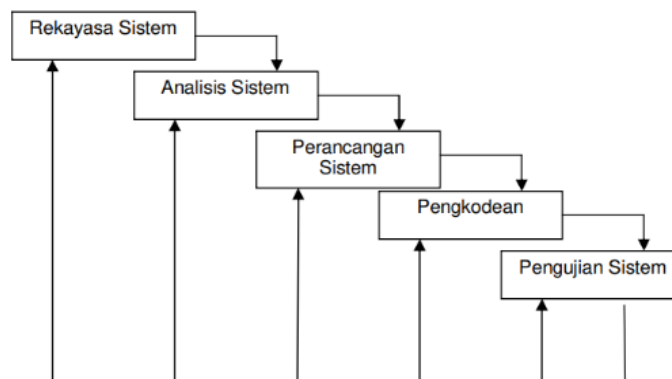 Rekayasa Sistem
Analisis Sistem
Perancangan
Sistem
Pengkodean
Pengujian Sistem